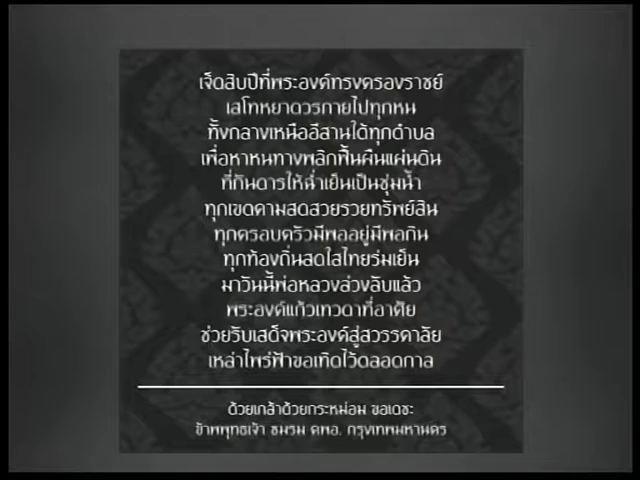 เจ็ดสิบปีที่พระองค์ทรงครองราชย์
เสโทหยาดวรกายไปทุกหน
ทั้งกลางเหนืออีสานใต้ทุกตำบล
เพื่อหาหนทางพลิกฟื้นผืนแผ่นดิน
ที่กันดารให้ฉ่ำเย็นเป็นชุ่มน้ำ
ทุกเขตคามสดสวยรวยทรัพย์สิน
ทุกครอบครัวมีพออยู่มีพอกิน
ทุกท้องถิ่นสดใสไทยร่มเย็น
มาวันนี้พ่อหลวงล่วงลับแล้ว
พระองค์แก้วเทวดาที่อาศัย
ช่วยรับเสด็จพระองค์สู่สวรรคาลัย
เหล่าไพร่ฟ้าขอเทิดไว้ตลอดกาล
ด้วยเกล้าด้วยกระหม่อม ขอเดชะ
ข้าพพุทธเจ้า ชมรม คพอ. กรุงเทพมหานคร